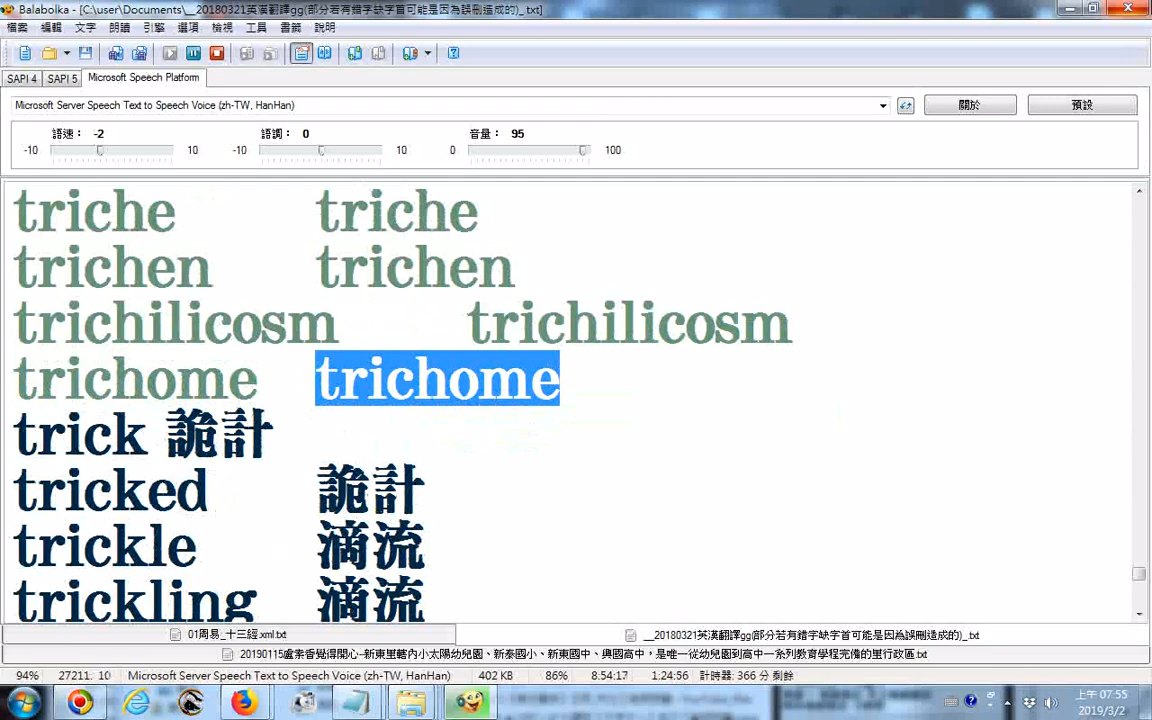 Balabolka - [C:\user\Documents\__20180321英漢翻譯gg(部分若有錯字缺字首可能是因為誤刪造成的)_.txt]
檔案 編輯 文字 朗讀 引擎 選項 檢視 工具 書籤 說明
SAPI 4 SAPI 5 Microsoft Speech Platform
Microsoft Server Speech Text to Speech Voice (zh-TW, HanHan) 關於 預設
語速： -2 語調： 0 音量： 95
-10 10 -10 10 0 100
triche triche
trichen trichen
trichilicosm trichilicosm
trichome trichome
trick 詭計
tricked 詭計
trickle 滴流
trickling 滴流
01周易_十三經.xml.txt __20180321英漢翻譯gg(部分若有錯字缺字首可能是因為誤刪造成的)_.txt
20190115盧素香覺得開心-新東里轄內小太陽幼兒園、新泰國小、新東國中、興國高中，是唯一從幼兒園到高中一系列教育學程完備的里行政區.txt
94% 27211. 10 Microsoft Server Speech Text to Speech Voice (zh-TW, HanHan) 402 KB 86% 8:54:17 1:24:56 計時器: 366 分 剩餘
上午 07:55
2019/3/2